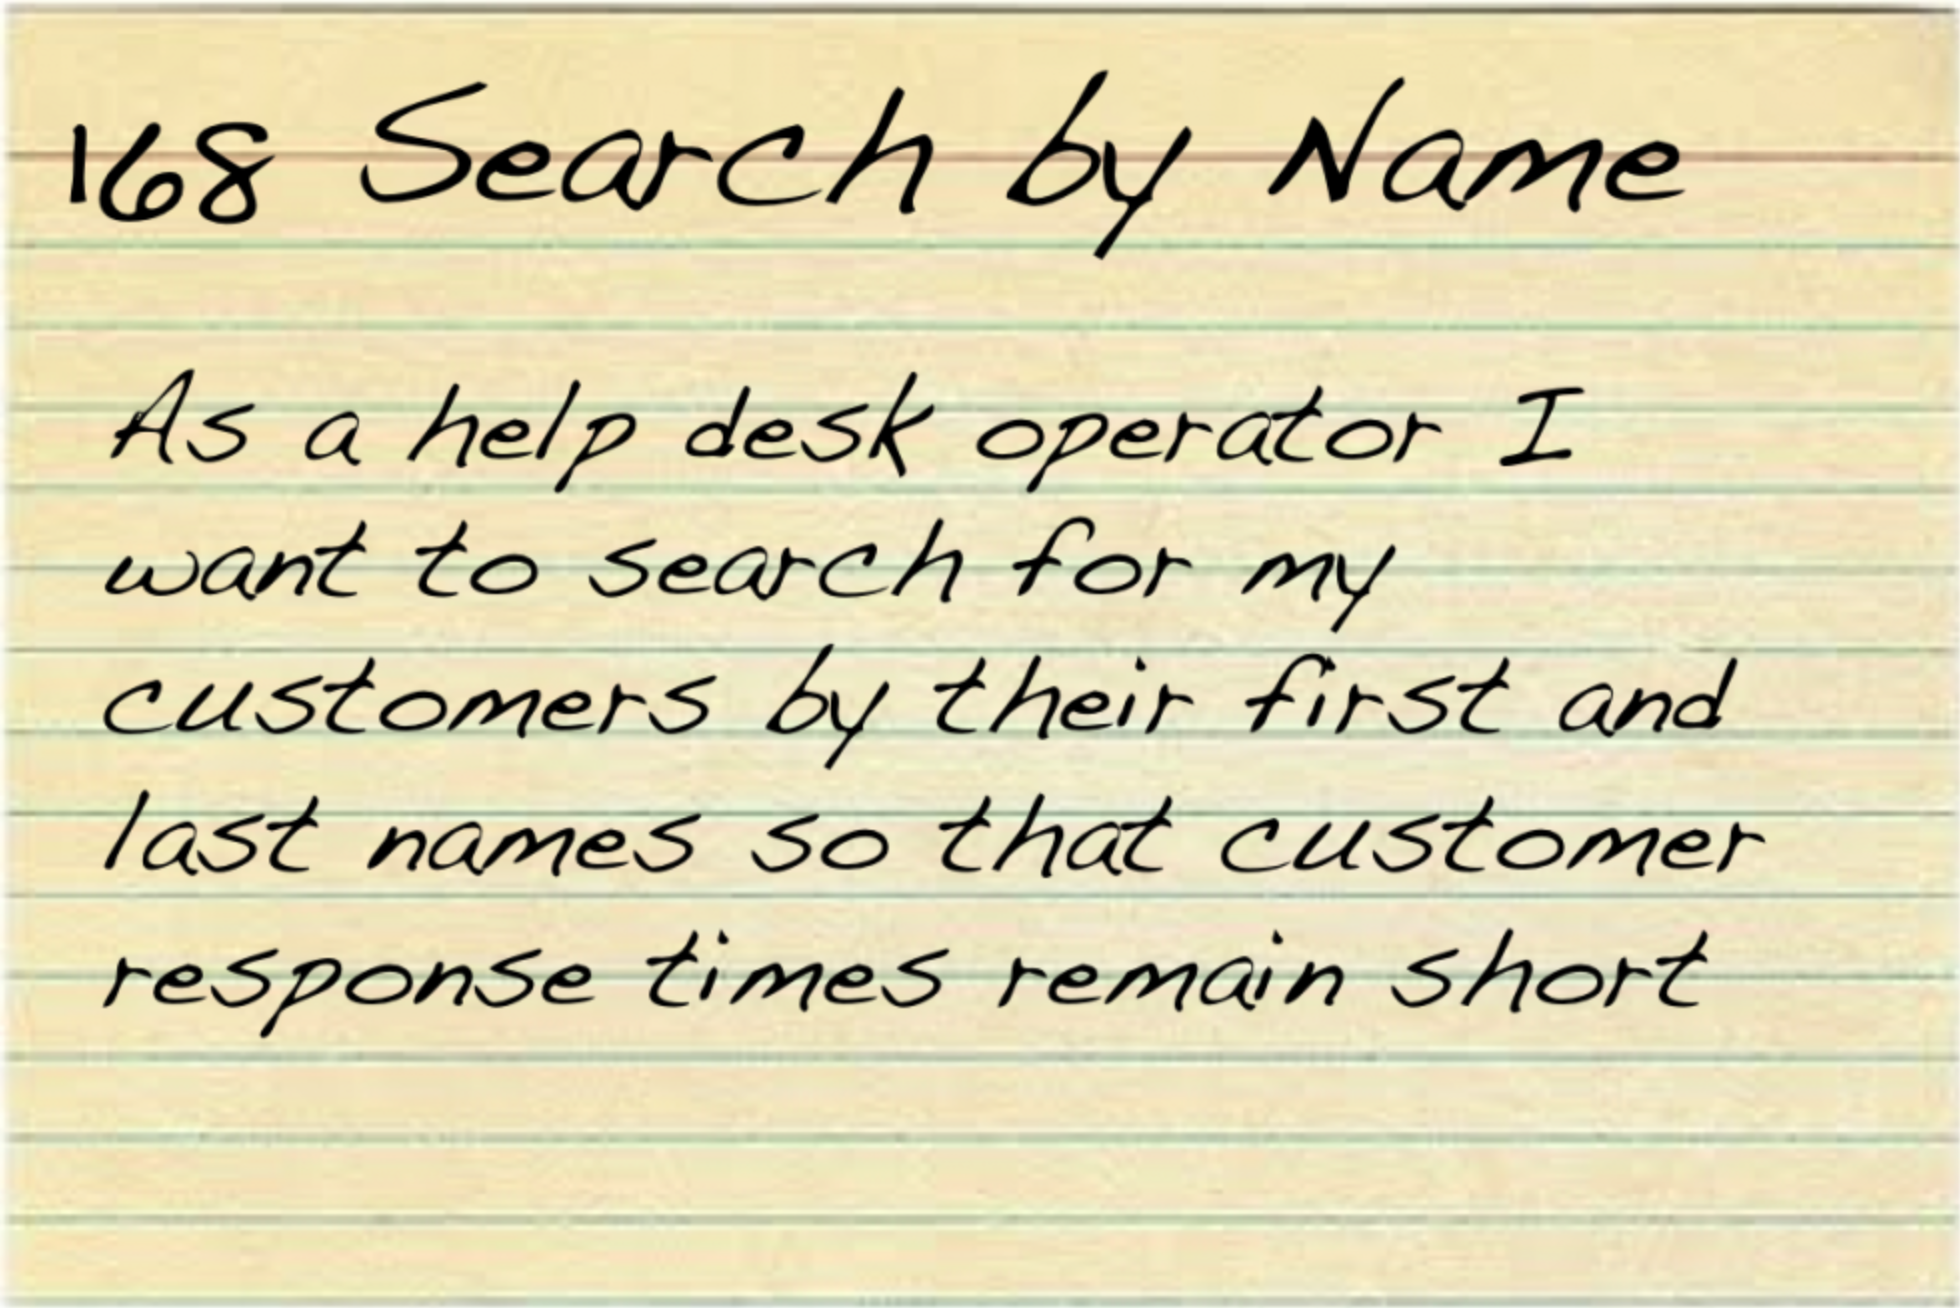 168 Search by Name
As a help desk operator I
want to search for my
customers by their first and
last names so that customer
response times remain short